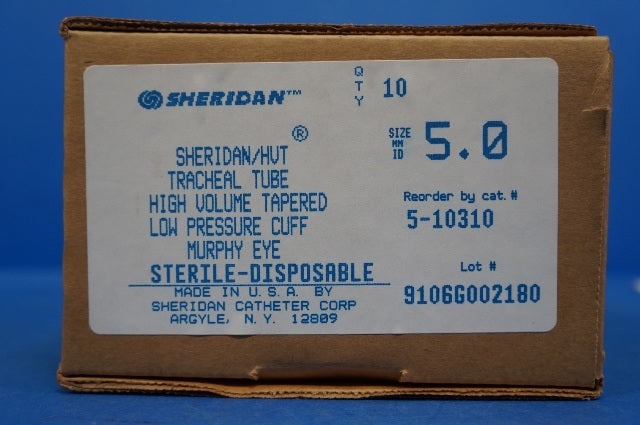 SHERIDAN™
QTY 10
®
SHERIDAN/HVT
TRACHEAL TUBE
HIGH VOLUME TAPERED
LOW PRESSURE CUFF
MURPHY EYE
STERILE-DISPOSABLE
MADE IN U.S.A. BY
SHERIDAN CATHETER CORP
ARGYLE, N.Y. 12809
SIZE MM ID 5.0
Reorder by cat. #
5-10310
Lot #
9106G002180